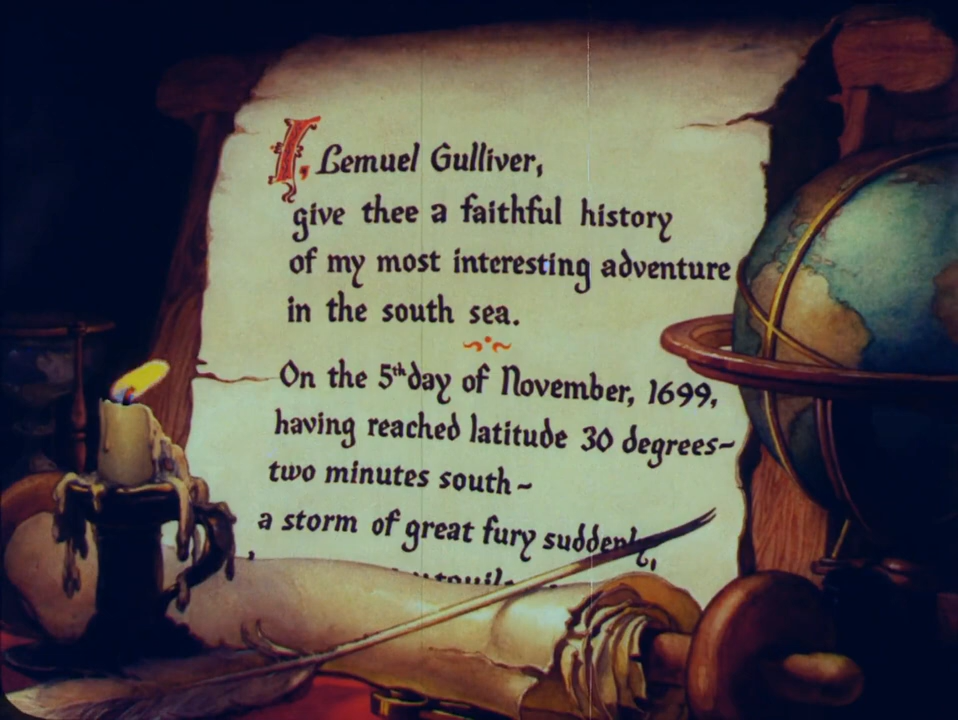 I, Lemuel Gulliver,
give thee a faithful history
of my most interesting adventure
in the south sea.
On the 5th day of November, 1699,
having reached latitude 30 degrees~
two minutes south~
a storm of great fury suddenly